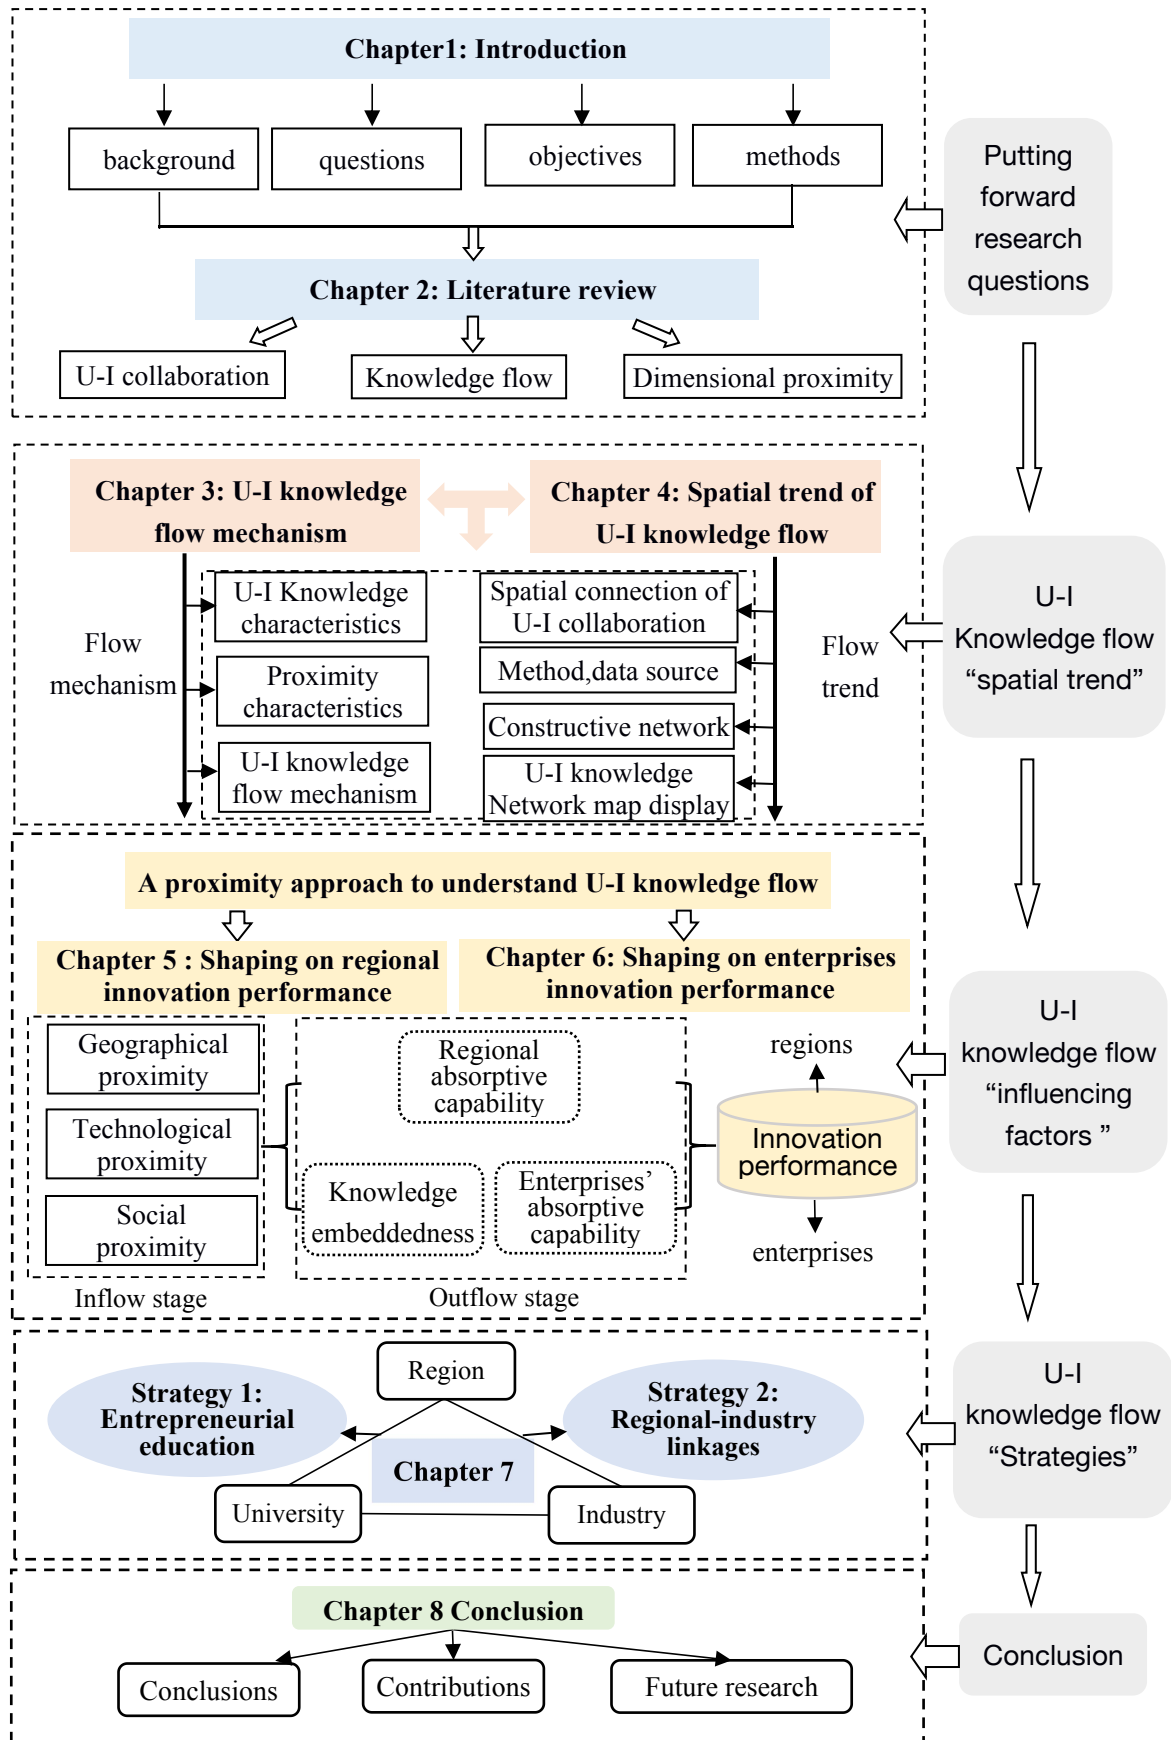 Chapter1: Introduction
background
questions
objectives
methods
Putting
forward
research
questions
Chapter 2: Literature review
U-I collaboration
Knowledge flow
Dimensional proximity
Chapter 3: U-I knowledge
flow mechanism
Chapter 4: Spatial trend of
U-I knowledge flow
Flow
mechanism
U-I Knowledge
characteristics
Proximity
characteristics
U-I knowledge
flow mechanism
Spatial connection of
U-I collaboration
Method,data source
Constructive network
U-I knowledge
Network map display
Flow
trend
U-I
Knowledge flow
“spatial trend”
A proximity approach to understand U-I knowledge flow
Chapter 5 : Shaping on regional
innovation performance
Chapter 6: Shaping on enterprises
innovation performance
Geographical
proximity
Technological
proximity
Social
proximity
Inflow stage
Regional
absorptive
capability
Knowledge
embeddedness
Enterprises’
absorptive
capability
Outflow stage
regions
Innovation
performance
enterprises
U-I
knowledge flow
“influencing
factors ”
Region
Strategy 1:
Entrepreneurial
education
Strategy 2:
Regional-industry
linkages
Chapter 7
University
Industry
U-I
knowledge flow
“Strategies”
Chapter 8 Conclusion
Conclusions
Contributions
Future research
Conclusion